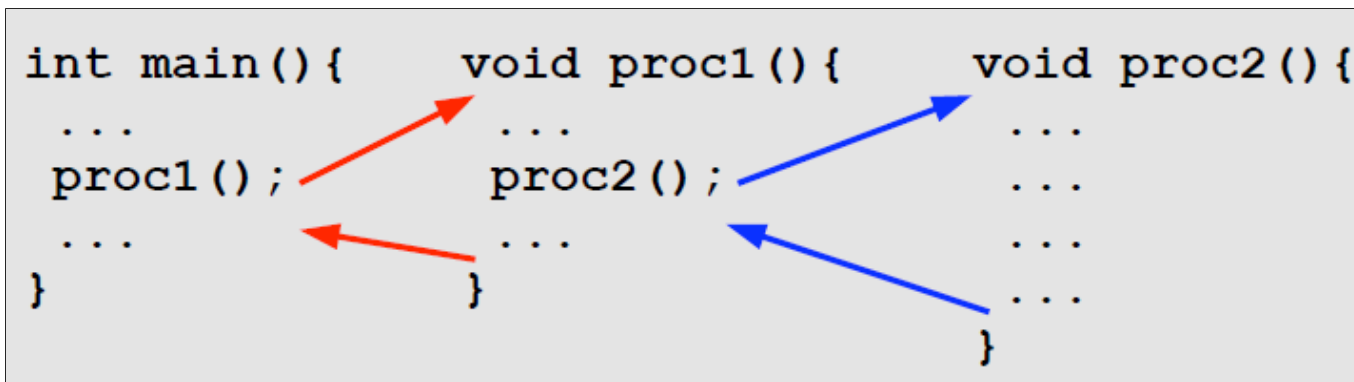 int main(){
...
proc1();
...
}
void proc1(){
...
proc2();
...
}
void proc2(){
...
...
...
...
}